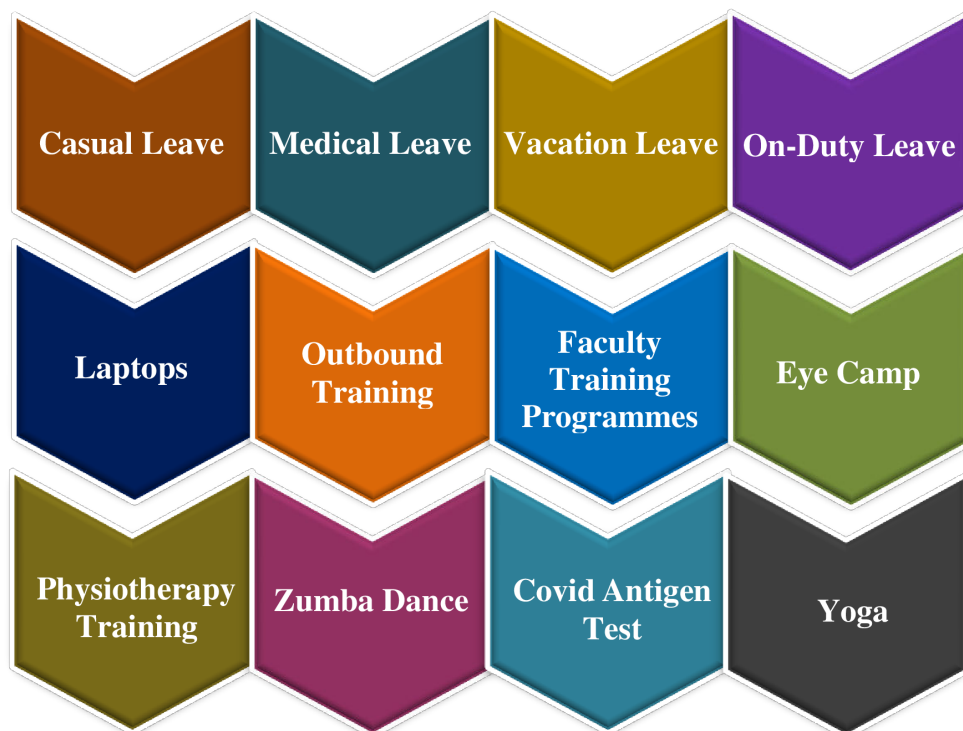 Casual Leave
Medical Leave
Vacation Leave
On-Duty Leave
Laptops
Outbound
Training
Faculty
Training
Programmes
Eye Camp
Physiotherapy
Training
Zumba Dance
Covid Antigen
Test
Yoga